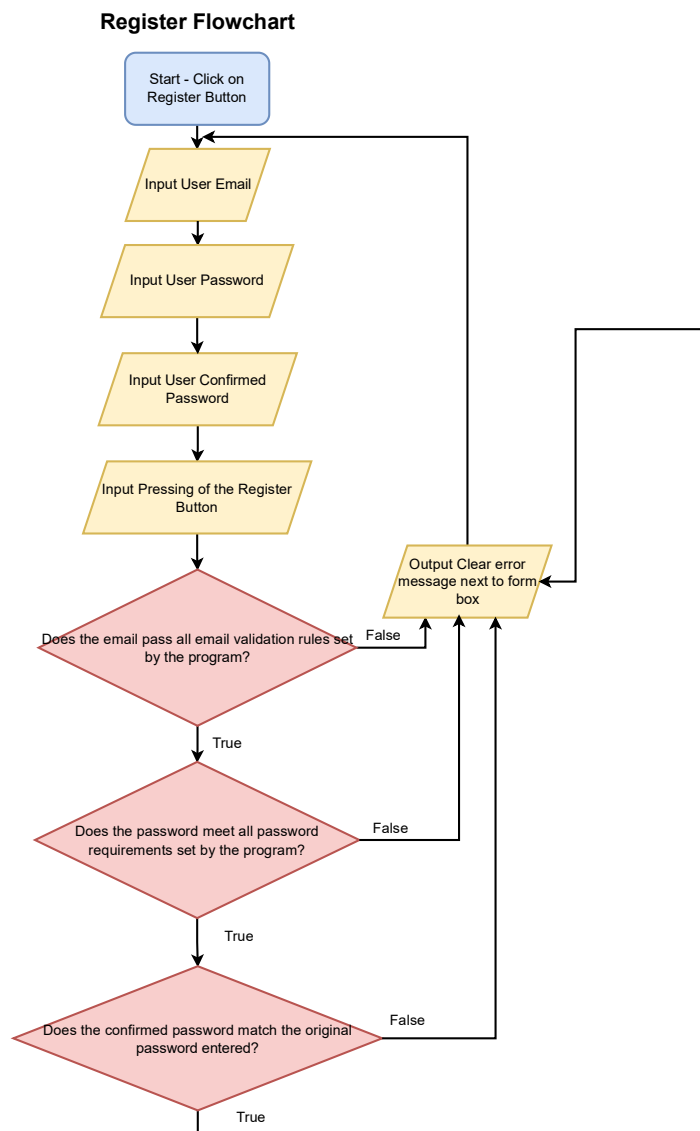 Register Flowchart
Start - Click on
Register Button
Input User Email
Input User Password
Input User Confirmed
Password
Input Pressing of the Register
Button
Output Clear error
message next to form
box
Does the email pass all email validation rules set
by the program?
False
True
Does the password meet all password
requirements set by the program?
False
True
Does the confirmed password match the original
password entered?
False
True